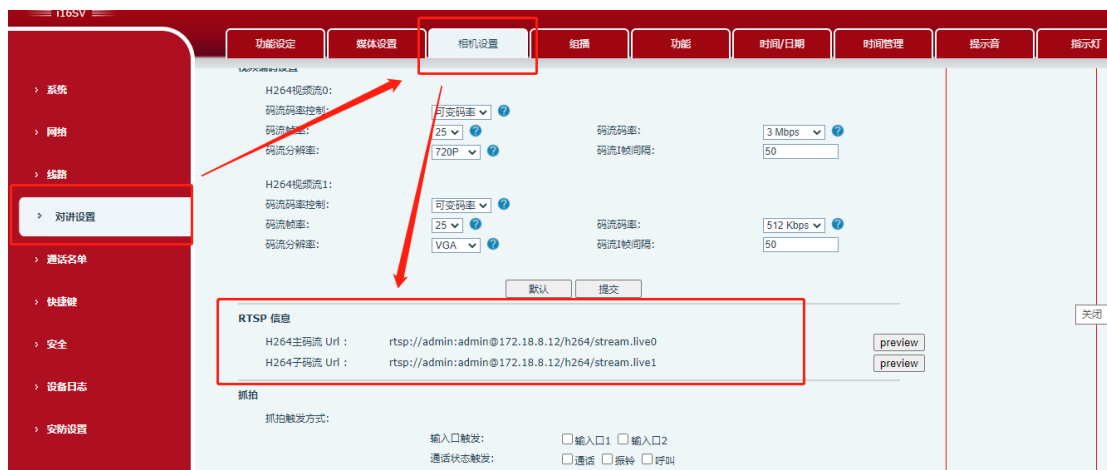 i16SV
功能设定 媒体设置 相机设置 组播 功能 时间/日期 时间管理 提示音 指示灯
› 系统
› 网络
› 线路
› 对讲设置
› 通话名单
› 快捷键
› 安全
› 设备日志
› 安防设置
视频编码设置
H264视频流0:
码流码率控制: 可变码率
码流帧率: 25 码流码率: 3 Mbps
码流分辨率: 720P 码流I帧间隔: 50
H264视频流1:
码流码率控制: 可变码率
码流帧率: 25 码流码率: 512 Kbps
码流分辨率: VGA 码流I帧间隔: 50
默认 提交
RTSP 信息
H264主码流 Url : rtsp://admin:admin@172.18.8.12/h264/stream.live0 preview
H264子码流 Url : rtsp://admin:admin@172.18.8.12/h264/stream.live1 preview
关闭
抓拍
抓拍触发方式:
输入口触发: 输入口1 输入口2
通话状态触发: 通话 振铃 呼叫